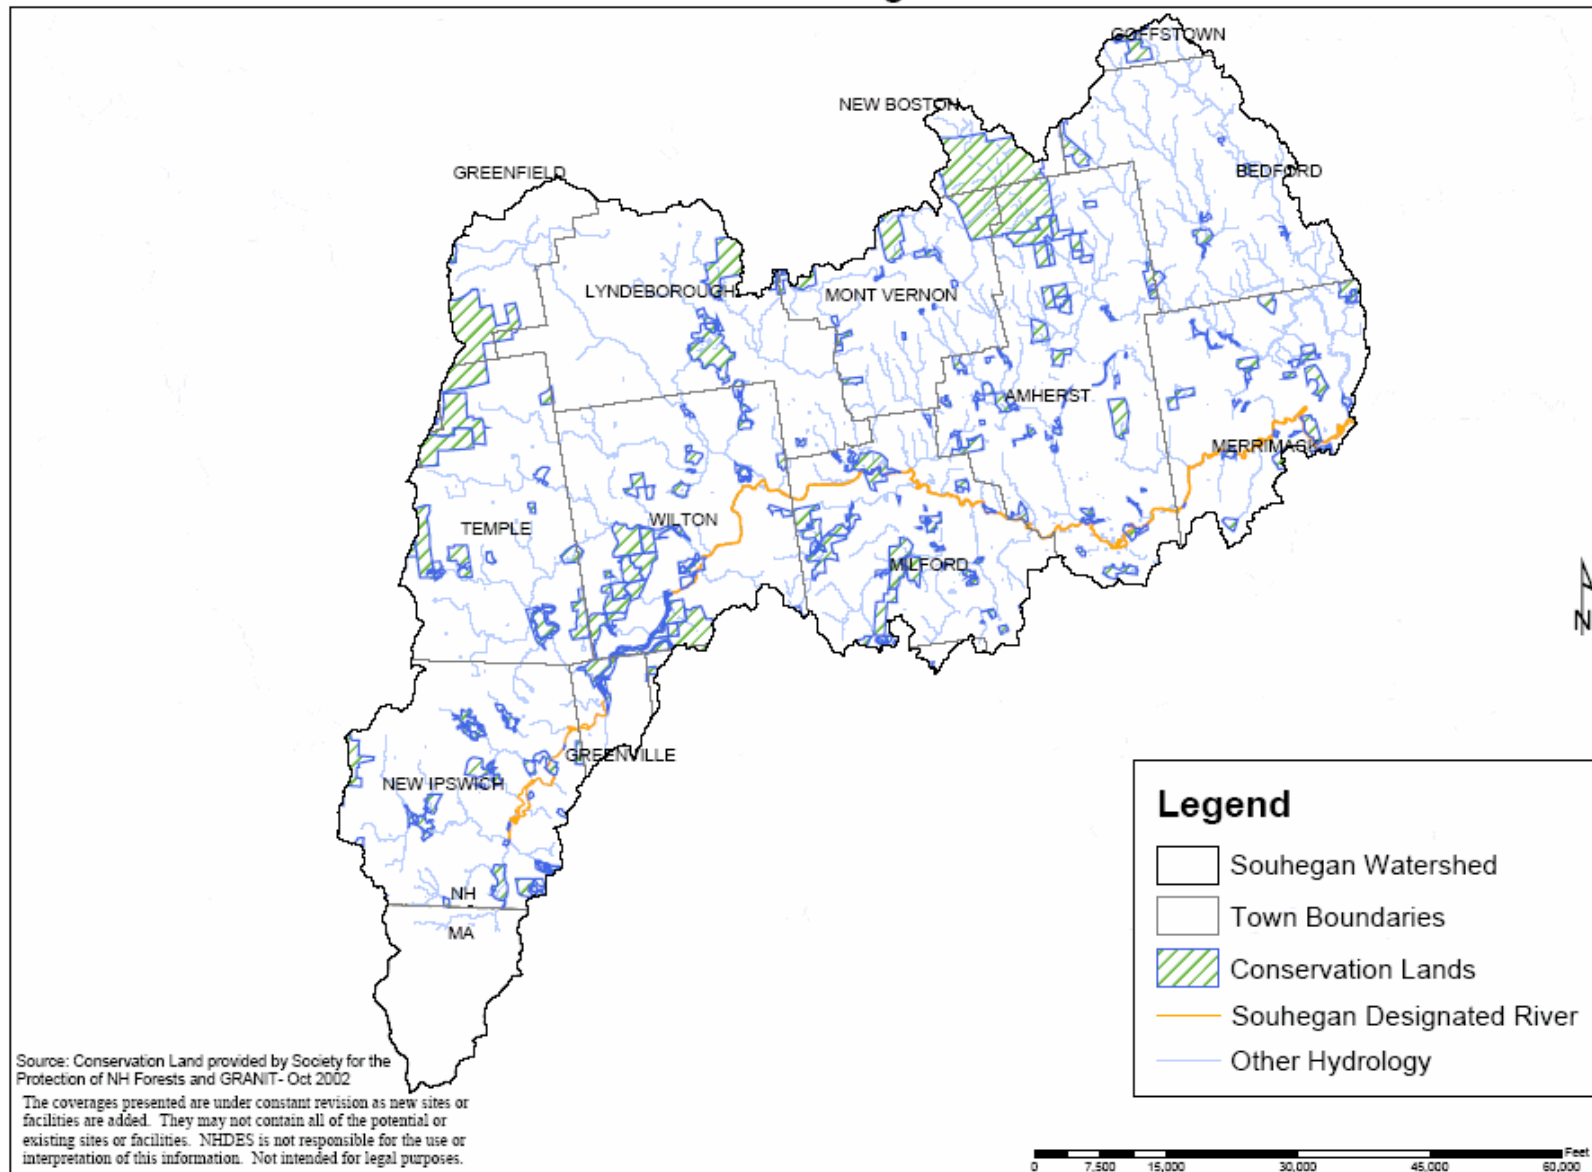 GOFFSTOWN
NEW BOSTON
GREENFIELD
BEDFORD
LYNDEBOROUGH
MONT VERNON
AMHERST
MERRIMACK
TEMPLE
WILTON
MILFORD
N
GREENVILLE
NEW IPSWICH
NH
MA
Legend
Souhegan Watershed
Town Boundaries
Conservation Lands
Souhegan Designated River
Other Hydrology
Source: Conservation Land provided by Society for the
Protection of NH Forests and GRANIT- Oct 2002
The coverages presented are under constant revision as new sites or
facilities are added. They may not contain all of the potential or
existing sites or facilities. NHDES is not responsible for the use or
interpretation of this information. Not intended for legal purposes.
Feet
0 7,500 15,000 30,000 45,000 60,000